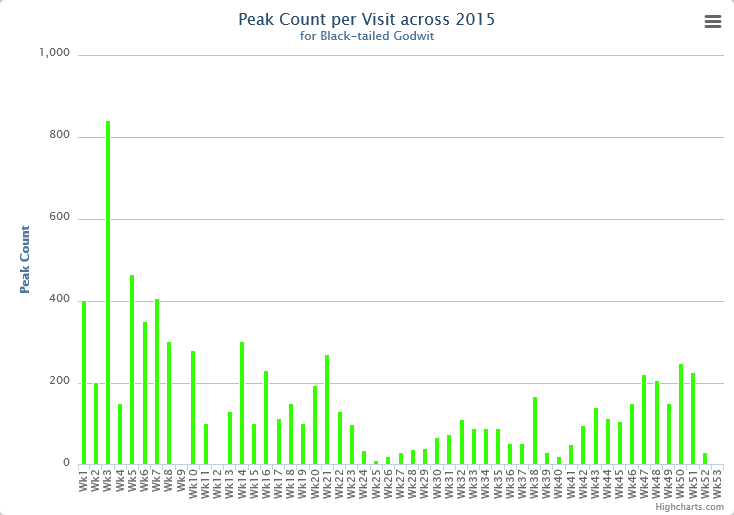 Peak Count per Visit across 2015
for Black-tailed Godwit
Peak Count
1,000
800
600
400
200
0
Wk1
Wk2
Wk3
Wk4
Wk5
Wk6
Wk7
Wk8
Wk9
Wk10
Wk11
Wk12
Wk13
Wk14
Wk15
Wk16
Wk17
Wk18
Wk19
Wk20
Wk21
Wk22
Wk23
Wk24
Wk25
Wk26
Wk27
Wk28
Wk29
Wk30
Wk31
Wk32
Wk33
Wk34
Wk35
Wk36
Wk37
Wk38
Wk39
Wk40
Wk41
Wk42
Wk43
Wk44
Wk45
Wk46
Wk47
Wk48
Wk49
Wk50
Wk51
Wk52
Wk53
Highcharts.com